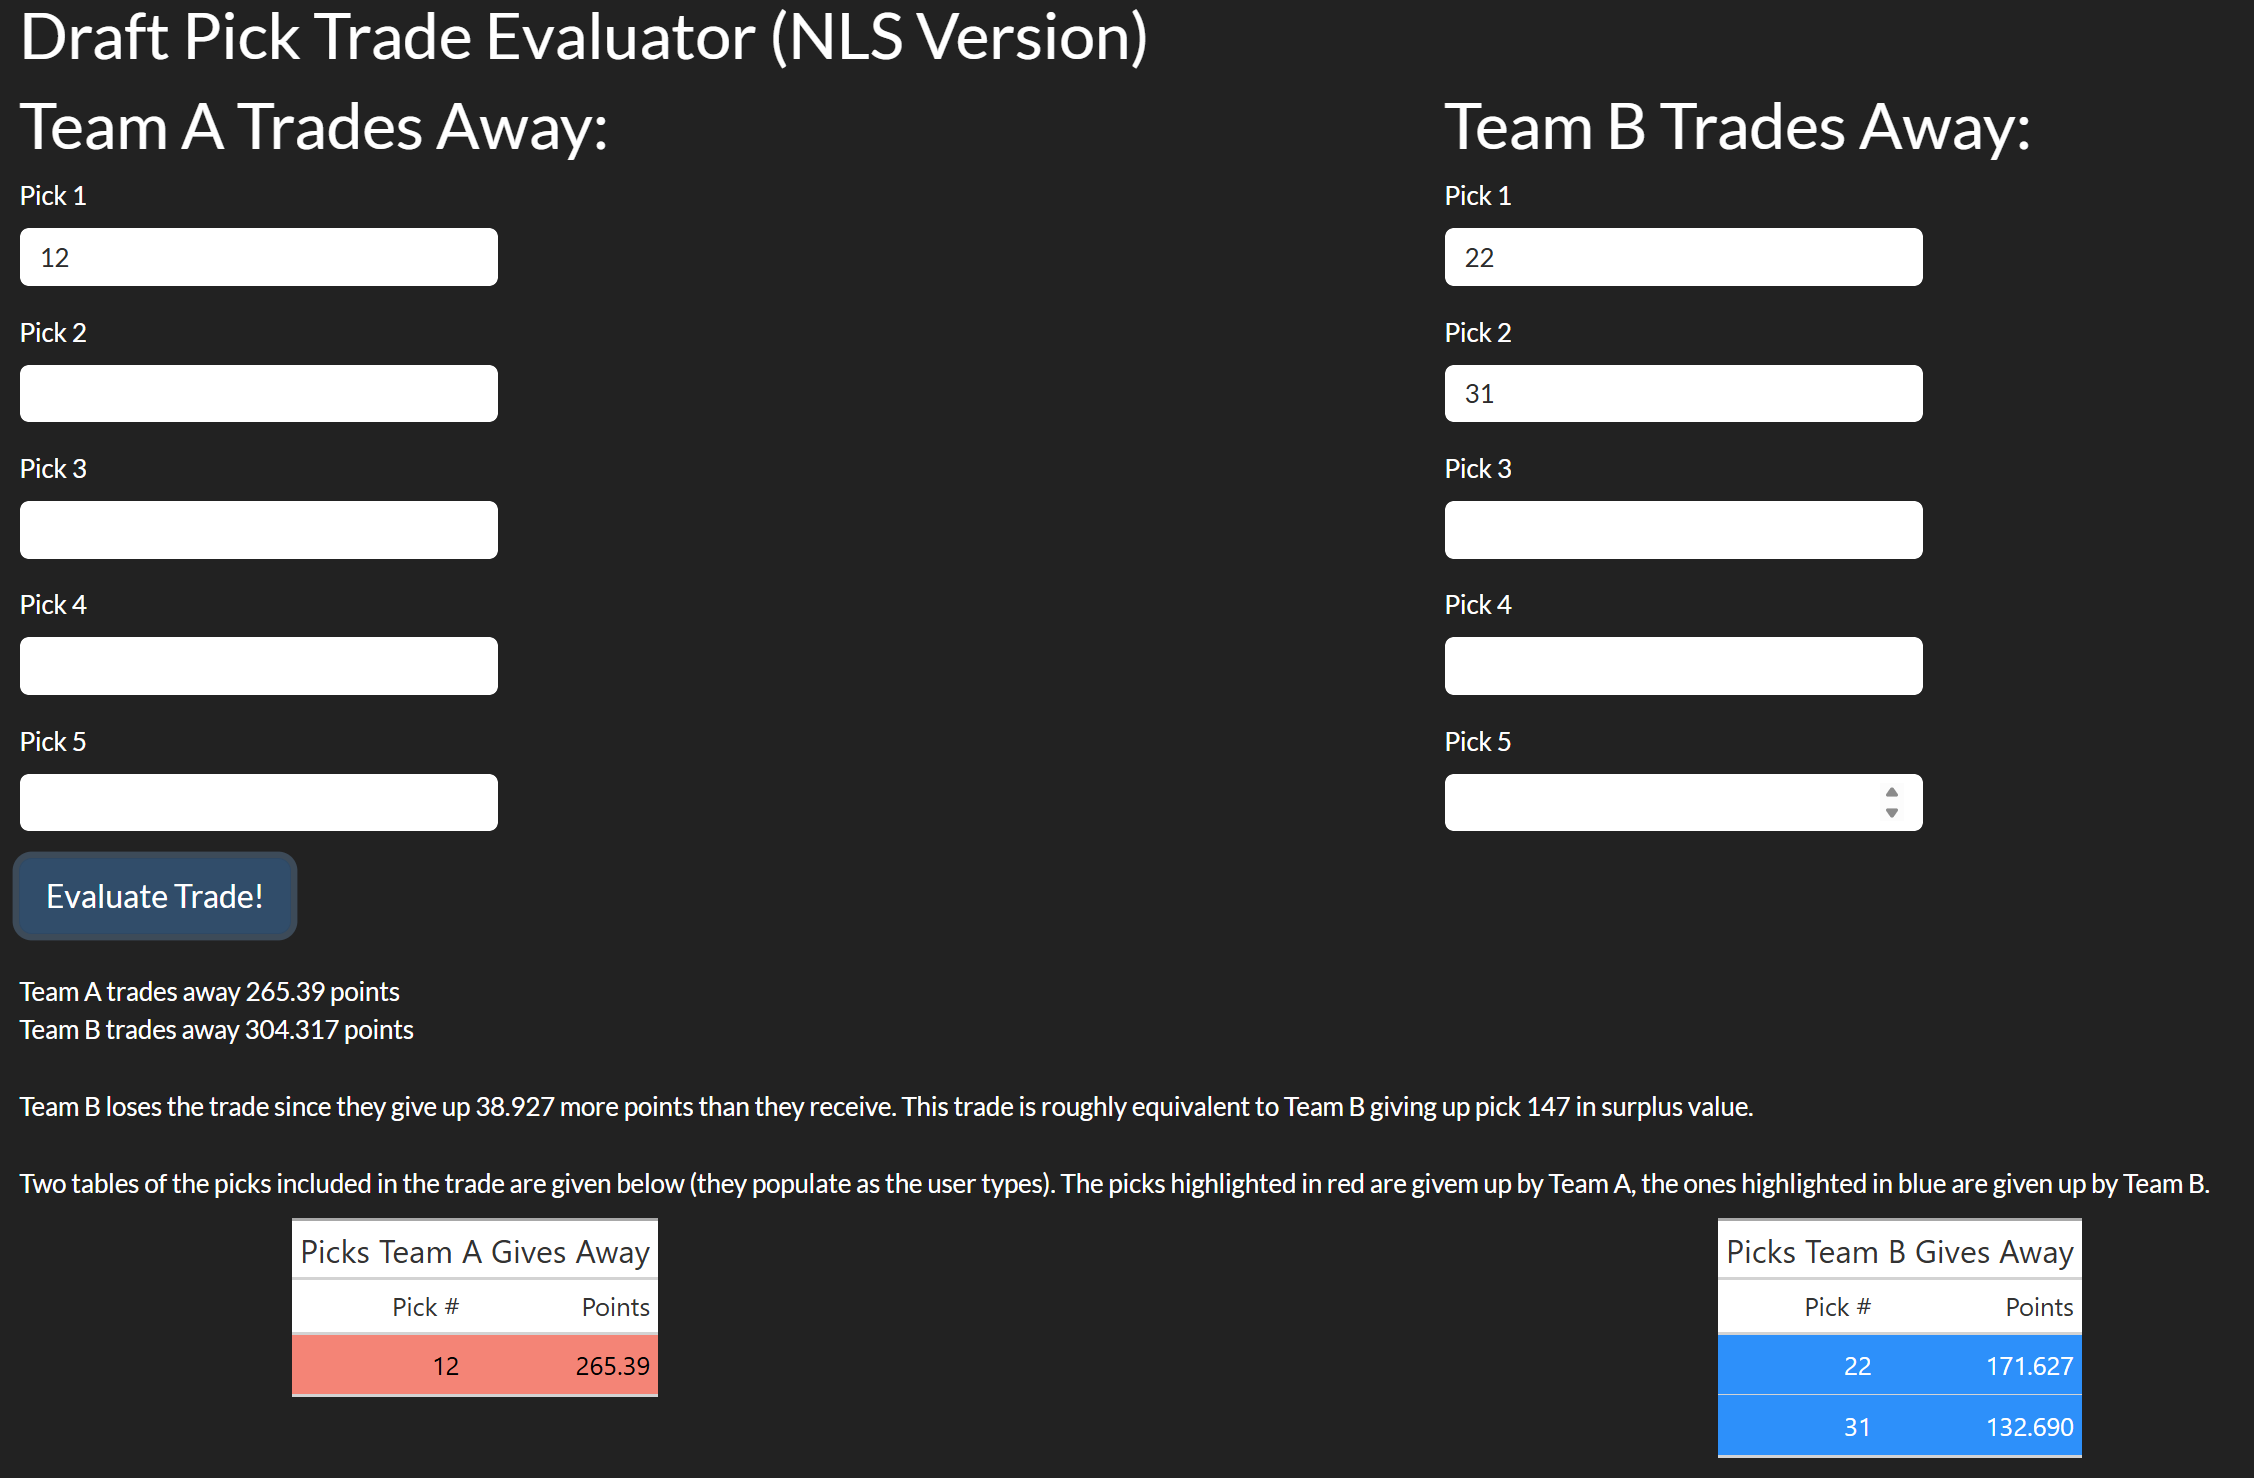 Draft Pick Trade Evaluator (NLS Version)
Team A Trades Away:
Pick 1
12
Pick 2
Pick 3
Pick 4
Pick 5
Team B Trades Away:
Pick 1
22
Pick 2
31
Pick 3
Pick 4
Pick 5
Evaluate Trade!
Team A trades away 265.39 points
Team B trades away 304.317 points
Team B loses the trade since they give up 38.927 more points than they receive. This trade is roughly equivalent to Team B giving up pick 147 in surplus value.
Two tables of the picks included in the trade are given below (they populate as the user types). The picks highlighted in red are givem up by Team A, the ones highlighted in blue are given up by Team B.
Picks Team A Gives Away
Pick # Points
12 265.39
Picks Team B Gives Away
Pick # Points
22 171.627
31 132.690